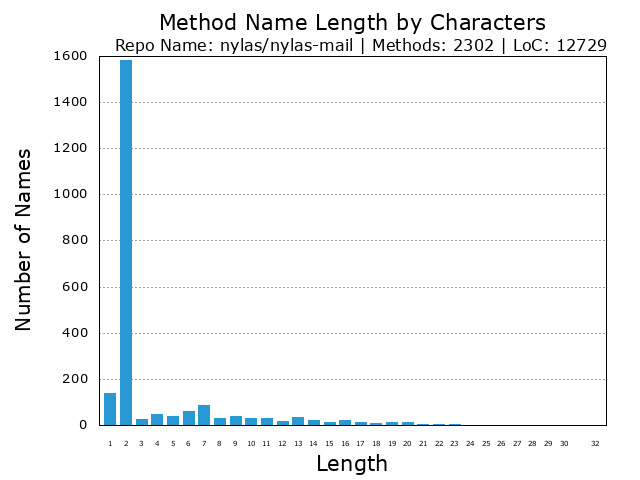 Method Name Length by Characters
Repo Name: nylas/nylas-mail | Methods: 2302 | LoC: 12729
1600
1400
1200
1000
800
600
400
200
0
Number of Names
1 2 3 4 5 6 7 8 9 10 11 12 13 14 15 16 17 18 19 20 21 22 23 24 25 26 27 28 29 30 32
Length